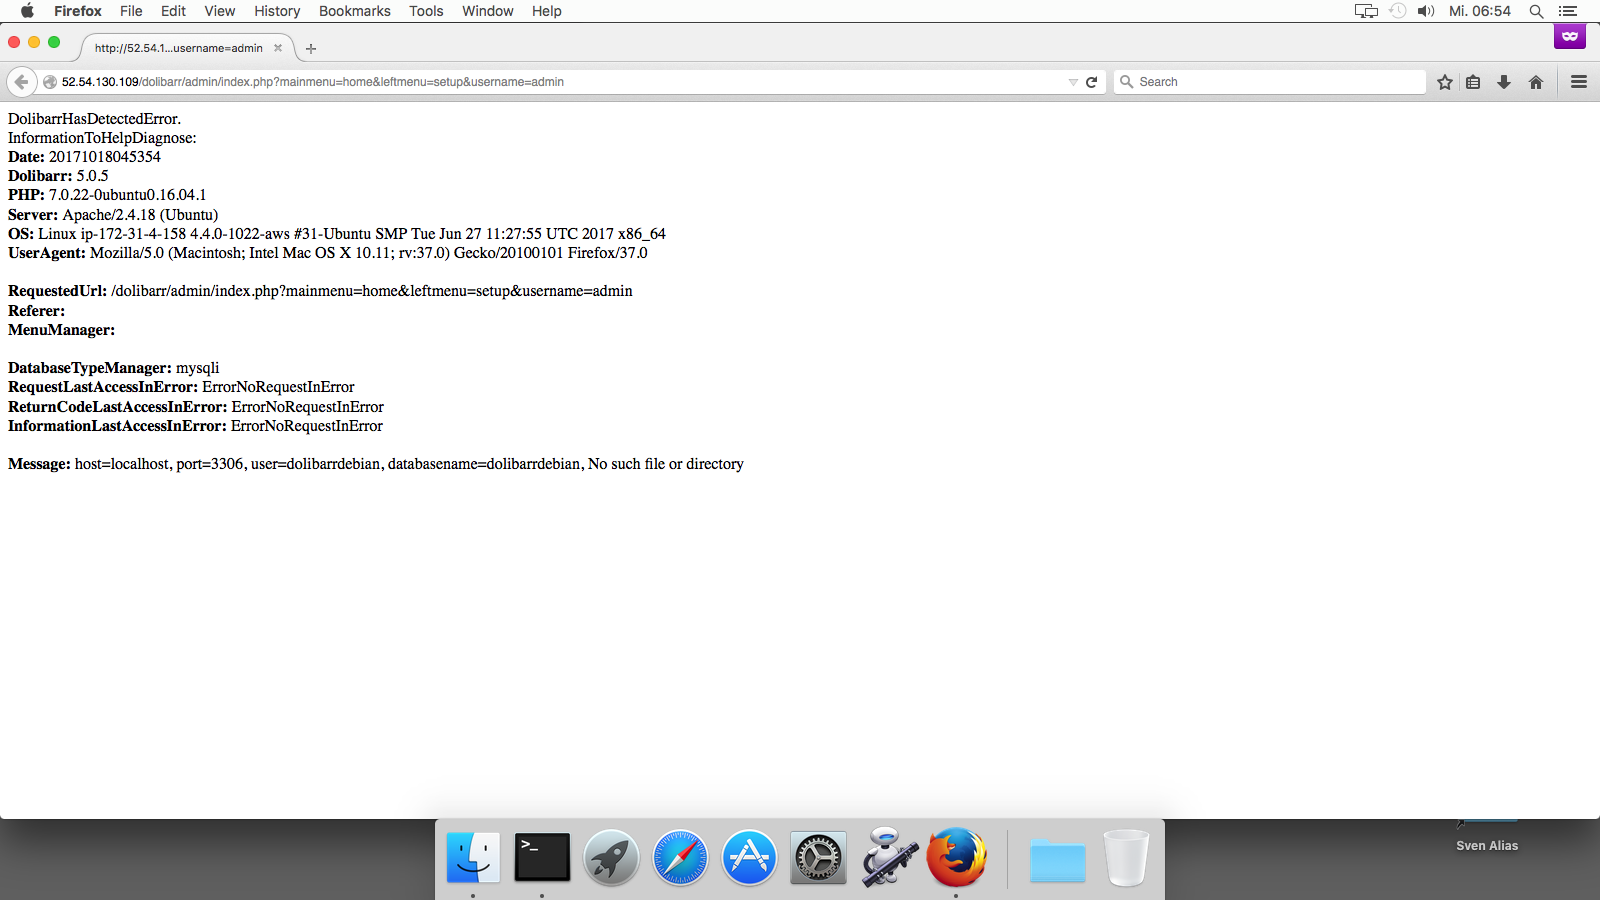 Firefox File Edit View History Bookmarks Tools Window Help Mi. 06:54
http://52.54.1...username=admin
52.54.130.109/dolibarr/admin/index.php?mainmenu=home&leftmenu=setup&username=admin Search
DolibarrHasDetectedError.
InformationToHelpDiagnose:
Date: 20171018045354
Dolibarr: 5.0.5
PHP: 7.0.22-0ubuntu0.16.04.1
Server: Apache/2.4.18 (Ubuntu)
OS: Linux ip-172-31-4-158 4.4.0-1022-aws #31-Ubuntu SMP Tue Jun 27 11:27:55 UTC 2017 x86_64
UserAgent: Mozilla/5.0 (Macintosh; Intel Mac OS X 10.11; rv:37.0) Gecko/20100101 Firefox/37.0
RequestedUrl: /dolibarr/admin/index.php?mainmenu=home&leftmenu=setup&username=admin
Referer:
MenuManager:
DatabaseTypeManager: mysqli
RequestLastAccessInError: ErrorNoRequestInError
ReturnCodeLastAccessInError: ErrorNoRequestInError
InformationLastAccessInError: ErrorNoRequestInError
Message: host=localhost, port=3306, user=dolibarrdebian, databasename=dolibarrdebian, No such file or directory
Sven Alias
>_